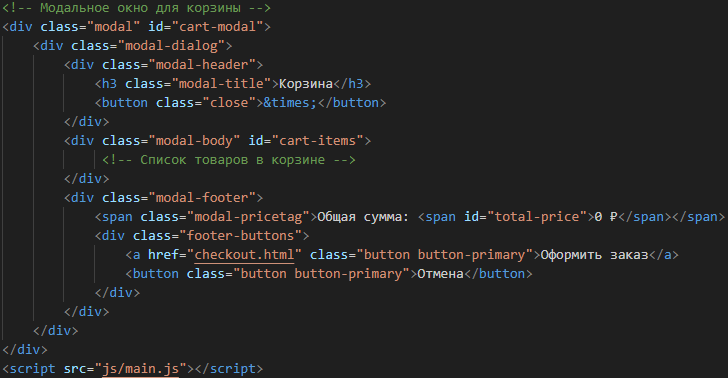 <!-- Модальное окно для корзины -->
<div class="modal" id="cart-modal">
<div class="modal-dialog">
<div class="modal-header">
<h3 class="modal-title">Корзина</h3>
<button class="close">&times;</button>
</div>
<div class="modal-body" id="cart-items">
<!-- Список товаров в корзине -->
</div>
<div class="modal-footer">
<span class="modal-pricetag">Общая сумма: <span id="total-price">0 ₽</span></span>
<div class="footer-buttons">
<a href="checkout.html" class="button button-primary">Оформить заказ</a>
<button class="button button-primary">Отмена</button>
</div>
</div>
</div>
</div>
<script src="js/main.js"></script>